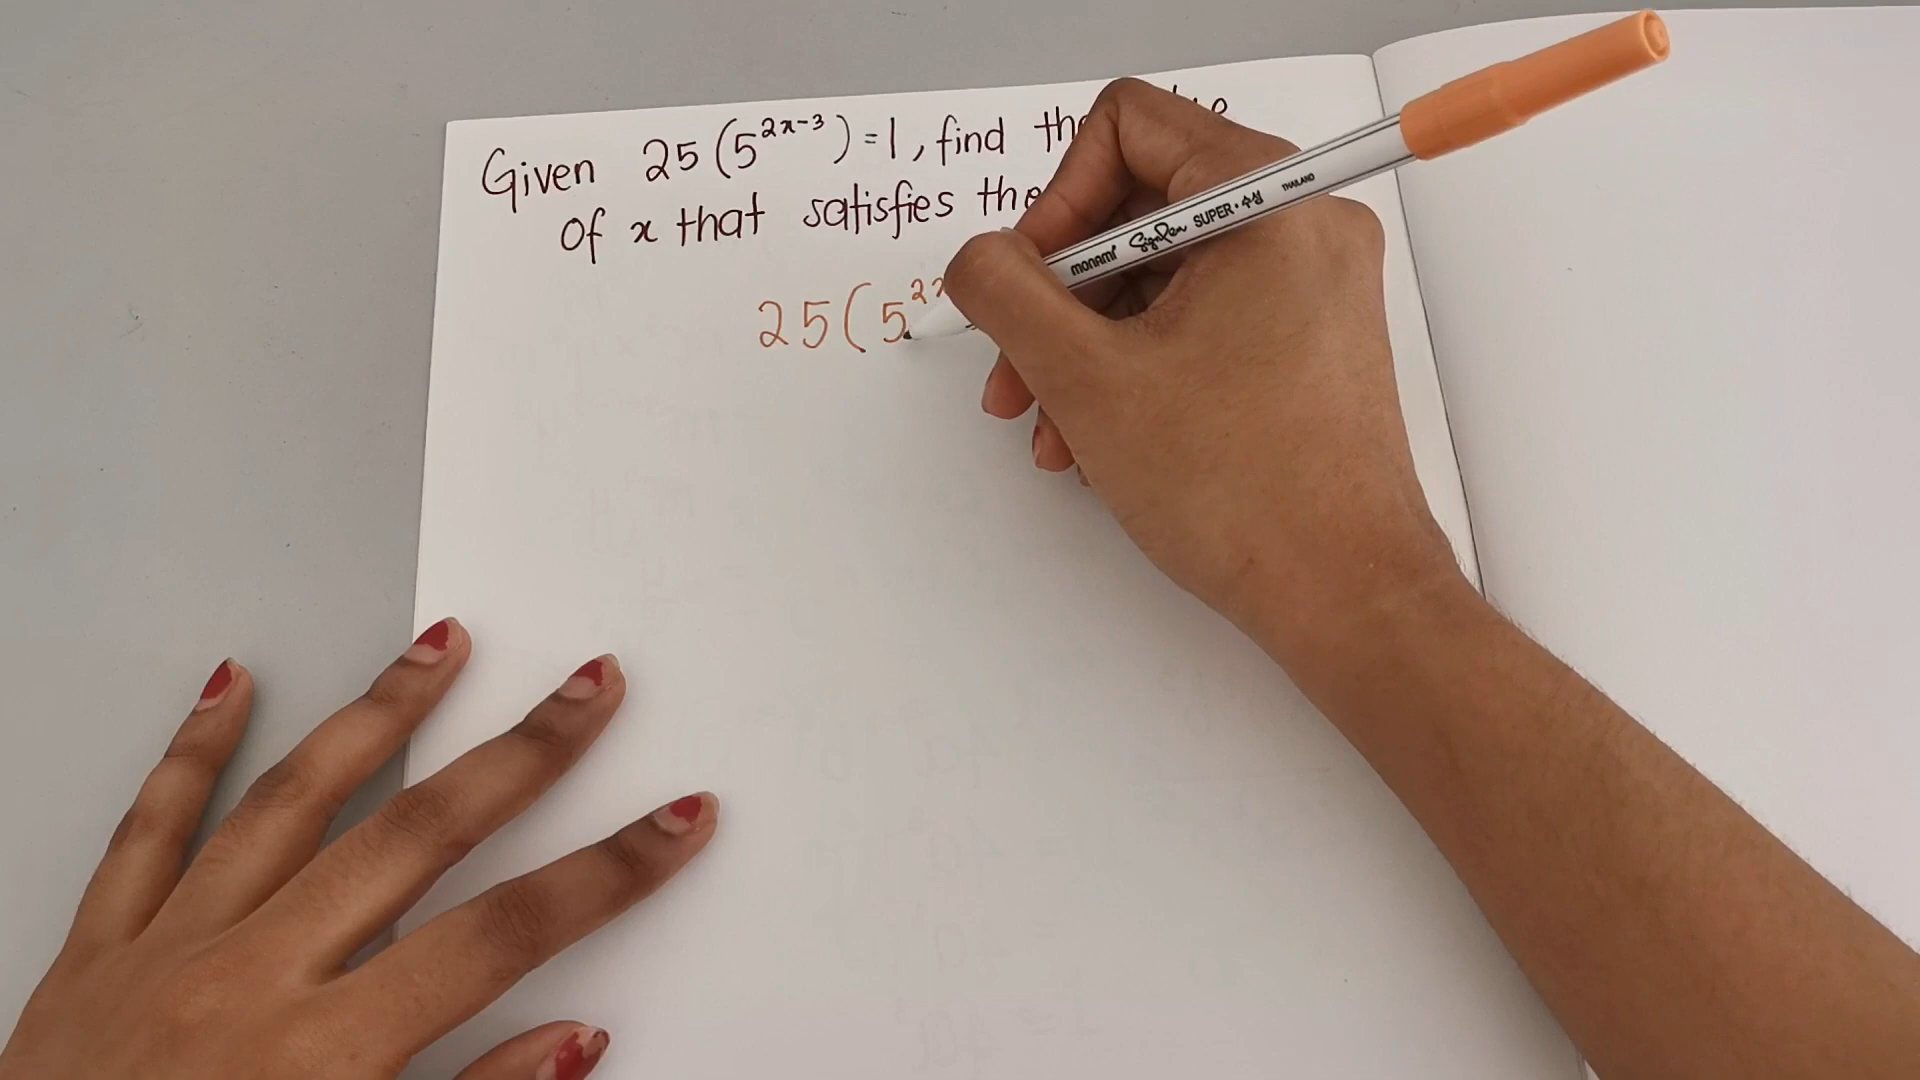 Given 25(5^{2x-3})=1, find the
of x that satisfies the
25(5^{2x
monami SignPen SUPER·수성 THAILAND